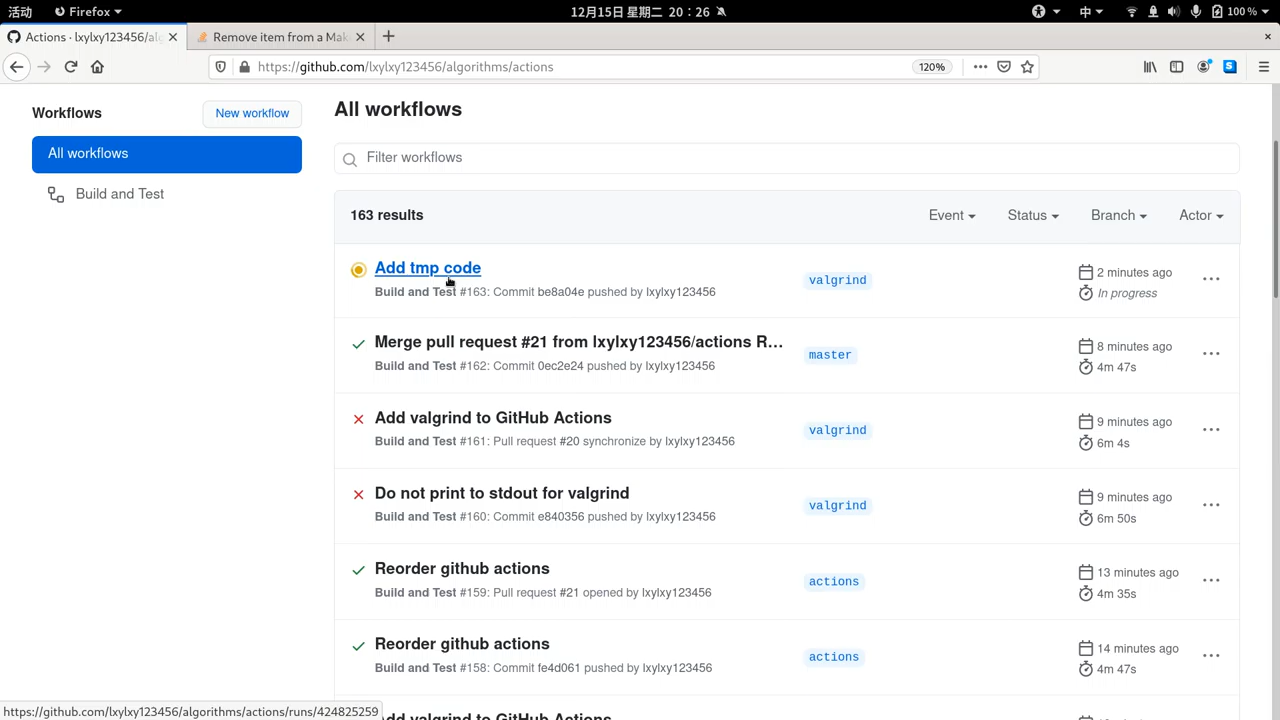 活动
Firefox
12月15日 星期二 20：26
中
100 %
Actions · lxylxy123456/alg
Remove item from a Mak
https://github.com/lxylxy123456/algorithms/actions
120%
Workflows
New workflow
All workflows
Build and Test
All workflows
Filter workflows
163 results
Event
Status
Branch
Actor
Add tmp code
valgrind
2 minutes ago
Build and Test #163: Commit be8a04e pushed by lxylxy123456
In progress
Merge pull request #21 from lxylxy123456/actions R...
master
8 minutes ago
Build and Test #162: Commit 0ec2e24 pushed by lxylxy123456
4m 47s
Add valgrind to GitHub Actions
valgrind
9 minutes ago
Build and Test #161: Pull request #20 synchronize by lxylxy123456
6m 4s
Do not print to stdout for valgrind
valgrind
9 minutes ago
Build and Test #160: Commit e840356 pushed by lxylxy123456
6m 50s
Reorder github actions
actions
13 minutes ago
Build and Test #159: Pull request #21 opened by lxylxy123456
4m 35s
Reorder github actions
actions
14 minutes ago
Build and Test #158: Commit fe4d061 pushed by lxylxy123456
4m 47s
Add valgrind to GitHub Actions
https://github.com/lxylxy123456/algorithms/actions/runs/424825259